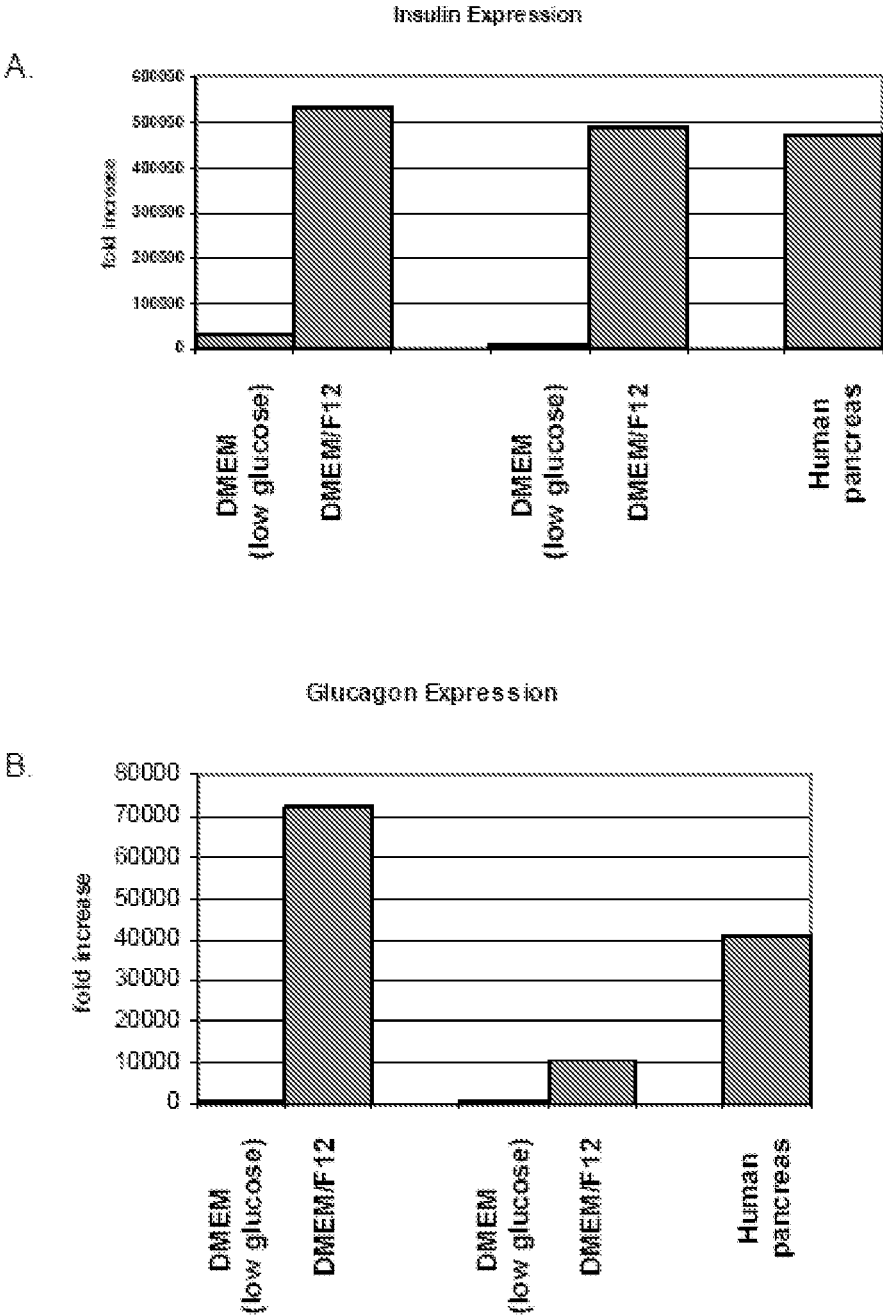 Insulin Expression
A.
fold increase
600000
500000
400000
300000
200000
100000
0
DMEM
(low glucose)
DMEM/F12
DMEM
(low glucose)
DMEM/F12
Human
pancreas
Glucagon Expression
B.
fold increase
80000
70000
60000
50000
40000
30000
20000
10000
0
DMEM
(low glucose)
DMEM/F12
DMEM
(low glucose)
DMEM/F12
Human
pancreas